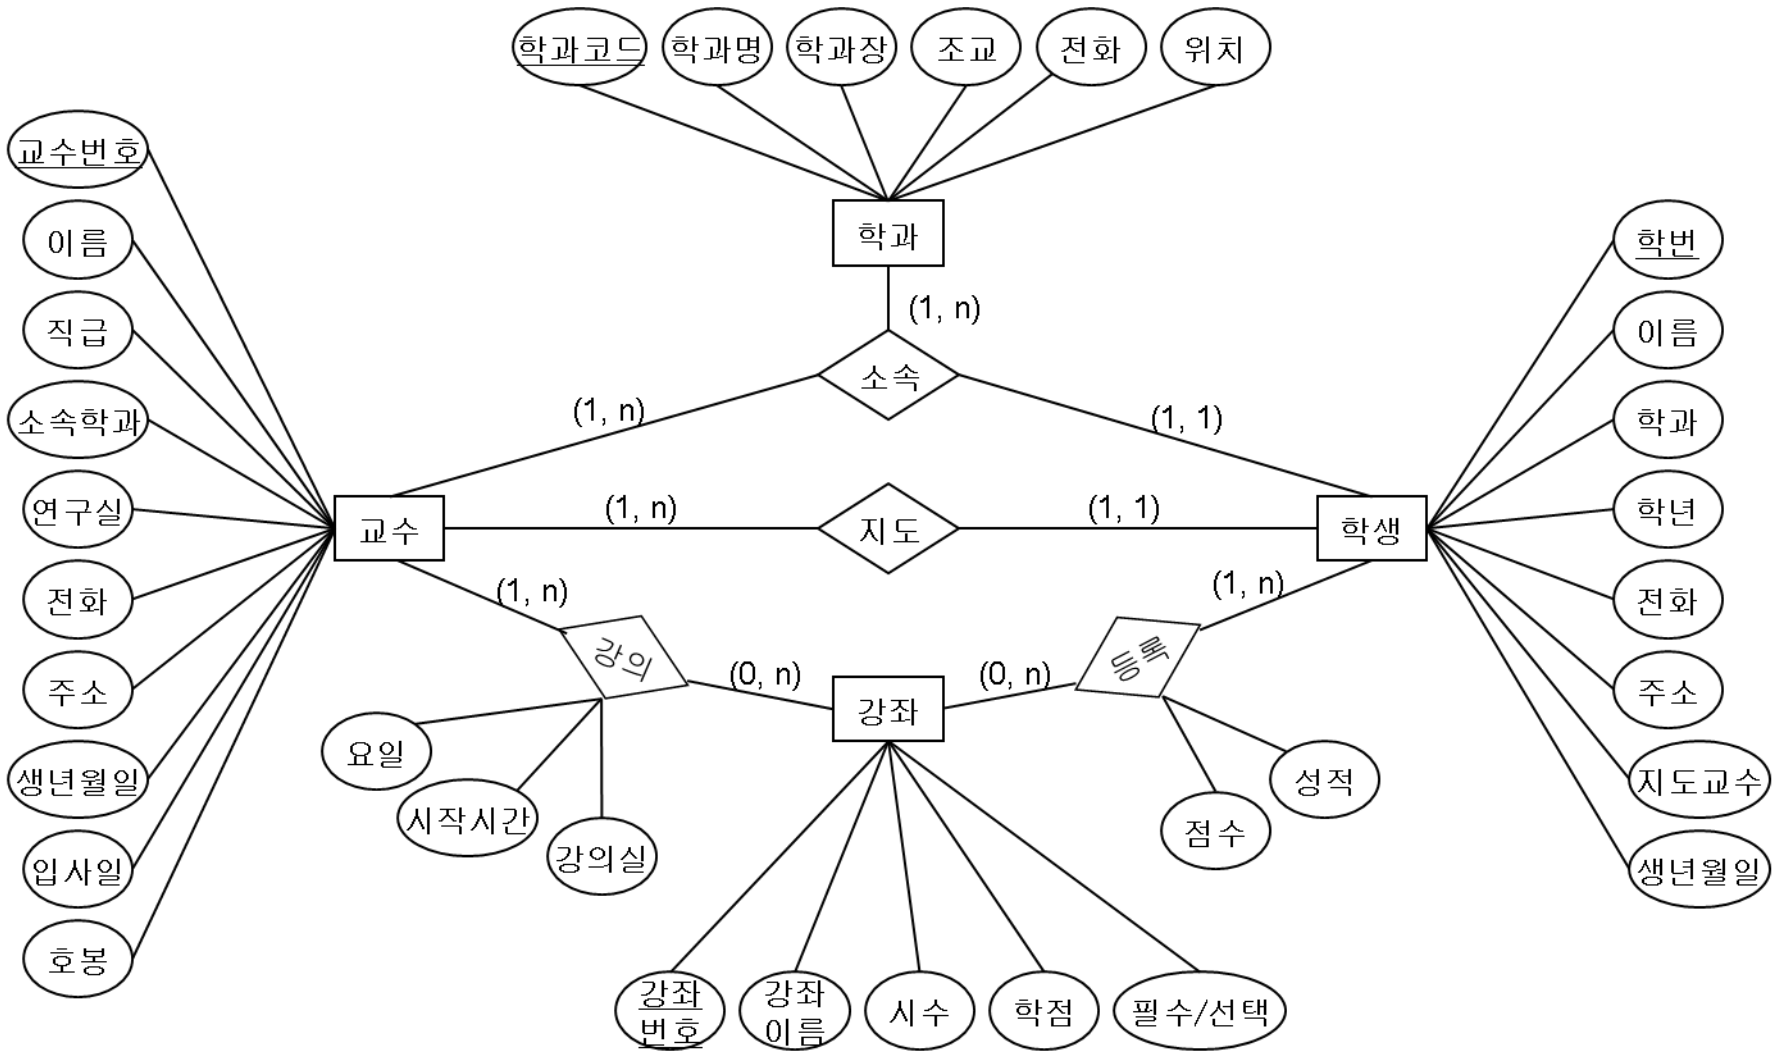 학과코드
학과명
학과장
조교
전화
위치
교수번호
이름
직급
소속학과
연구실
전화
주소
생년월일
입사일
호봉
학과
(1, n)
소속
(1, n)
(1, 1)
교수
(1, n)
지도
(1, 1)
학생
학번
이름
학과
학년
전화
주소
지도교수
생년월일
(1, n)
강의
(0, n)
강좌
(0, n)
등록
(1, n)
요일
시작시간
강의실
점수
성적
강좌
번호
강좌
이름
시수
학점
필수/선택